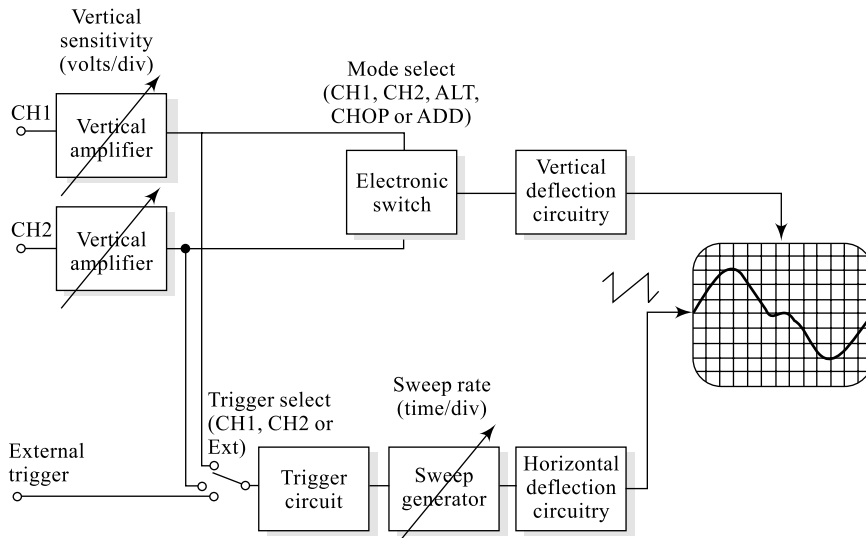 Vertical
sensitivity
(volts/div)
CH1
Vertical
amplifier
Mode select
(CH1, CH2, ALT,
CHOP or ADD)
Electronic
switch
Vertical
deflection
circuitry
CH2
Vertical
amplifier
Trigger select
(CH1, CH2 or
Ext)
Sweep rate
(time/div)
External
trigger
Trigger
circuit
Sweep
generator
Horizontal
deflection
circuitry